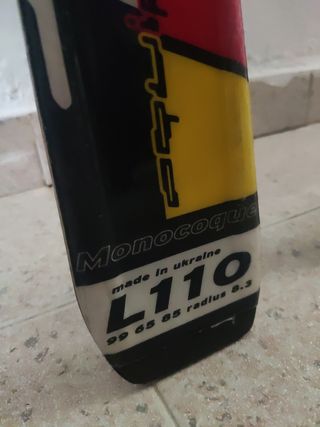 Monocoque
made in ukraine
L110
99 65 85 radius 8.3